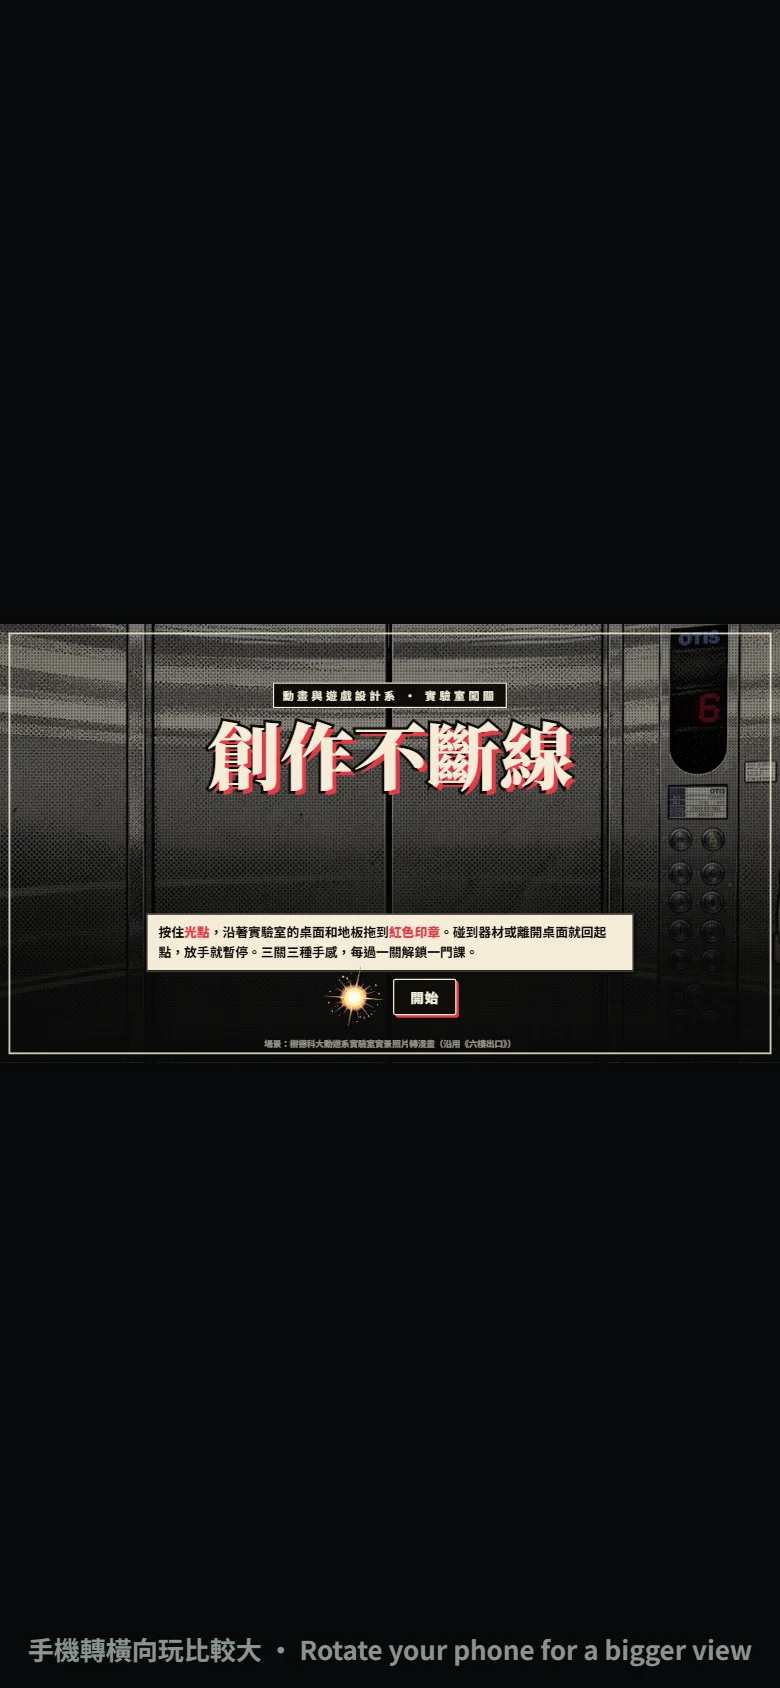 OTIS
6
動畫與遊戲設計系 · 實驗室闖關
創作不斷線
OTIS
按住光點，沿著實驗室的桌面和地板拖到紅色印章。碰到器材或離開桌面就回起
點，放手就暫停。三關三種手感，每過一關解鎖一門課。
開始
場景：樹德科大動遊系實驗室實景照片轉漫畫（沿用《六樓出口》）
手機轉橫向玩比較大 · Rotate your phone for a bigger view